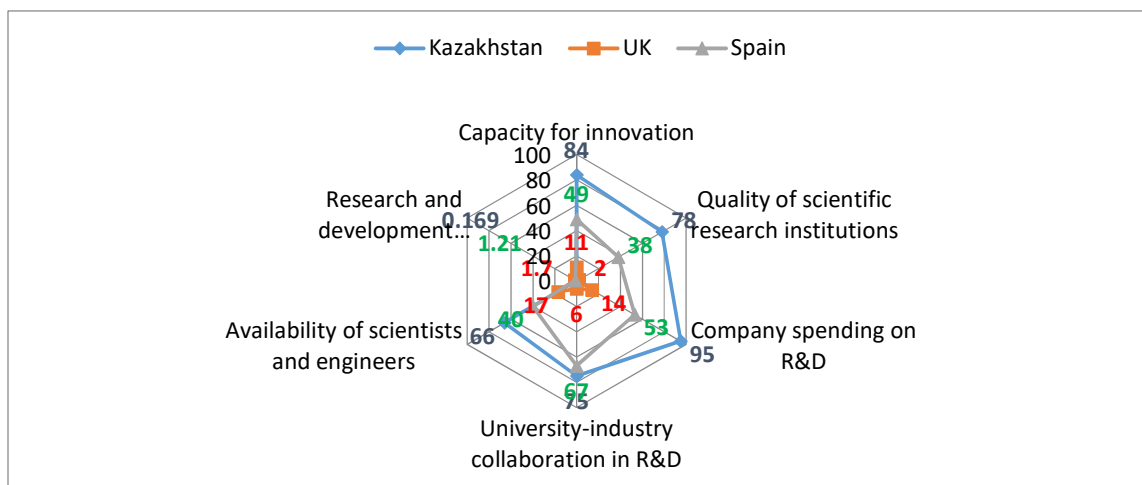 Kazakhstan UK Spain
Capacity for innovation
84
100
80
60
40
20
0
49
11
Quality of scientific
research institutions
78
38
2
Company spending on
R&D
95
53
14
University-industry
collaboration in R&D
75
67
6
Availability of scientists
and engineers
66
40
17
Research and
development...
0.169
1.21
1.7